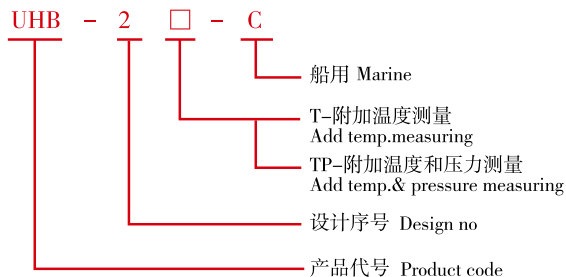 UHB - 2 □ - C
船用 Marine
T-附加温度测量
Add temp.measuring
TP-附加温度和压力测量
Add temp.& pressure measuring
设计序号 Design no
产品代号 Product code